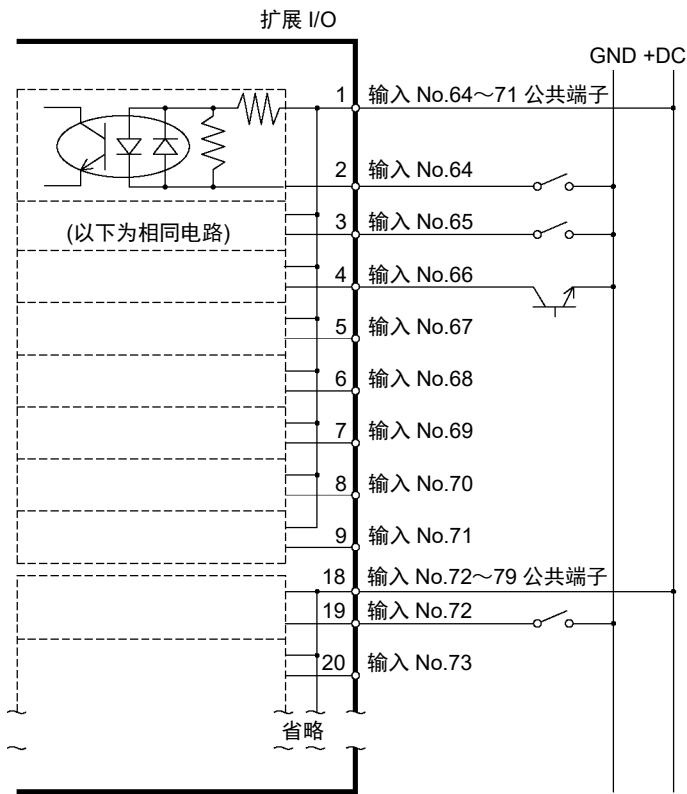 扩展 I/O
GND +DC
1 输入 No.64～71 公共端子
2 输入 No.64
(以下为相同电路)
3 输入 No.65
4 输入 No.66
5 输入 No.67
6 输入 No.68
7 输入 No.69
8 输入 No.70
9 输入 No.71
18 输入 No.72～79 公共端子
19 输入 No.72
20 输入 No.73
省略